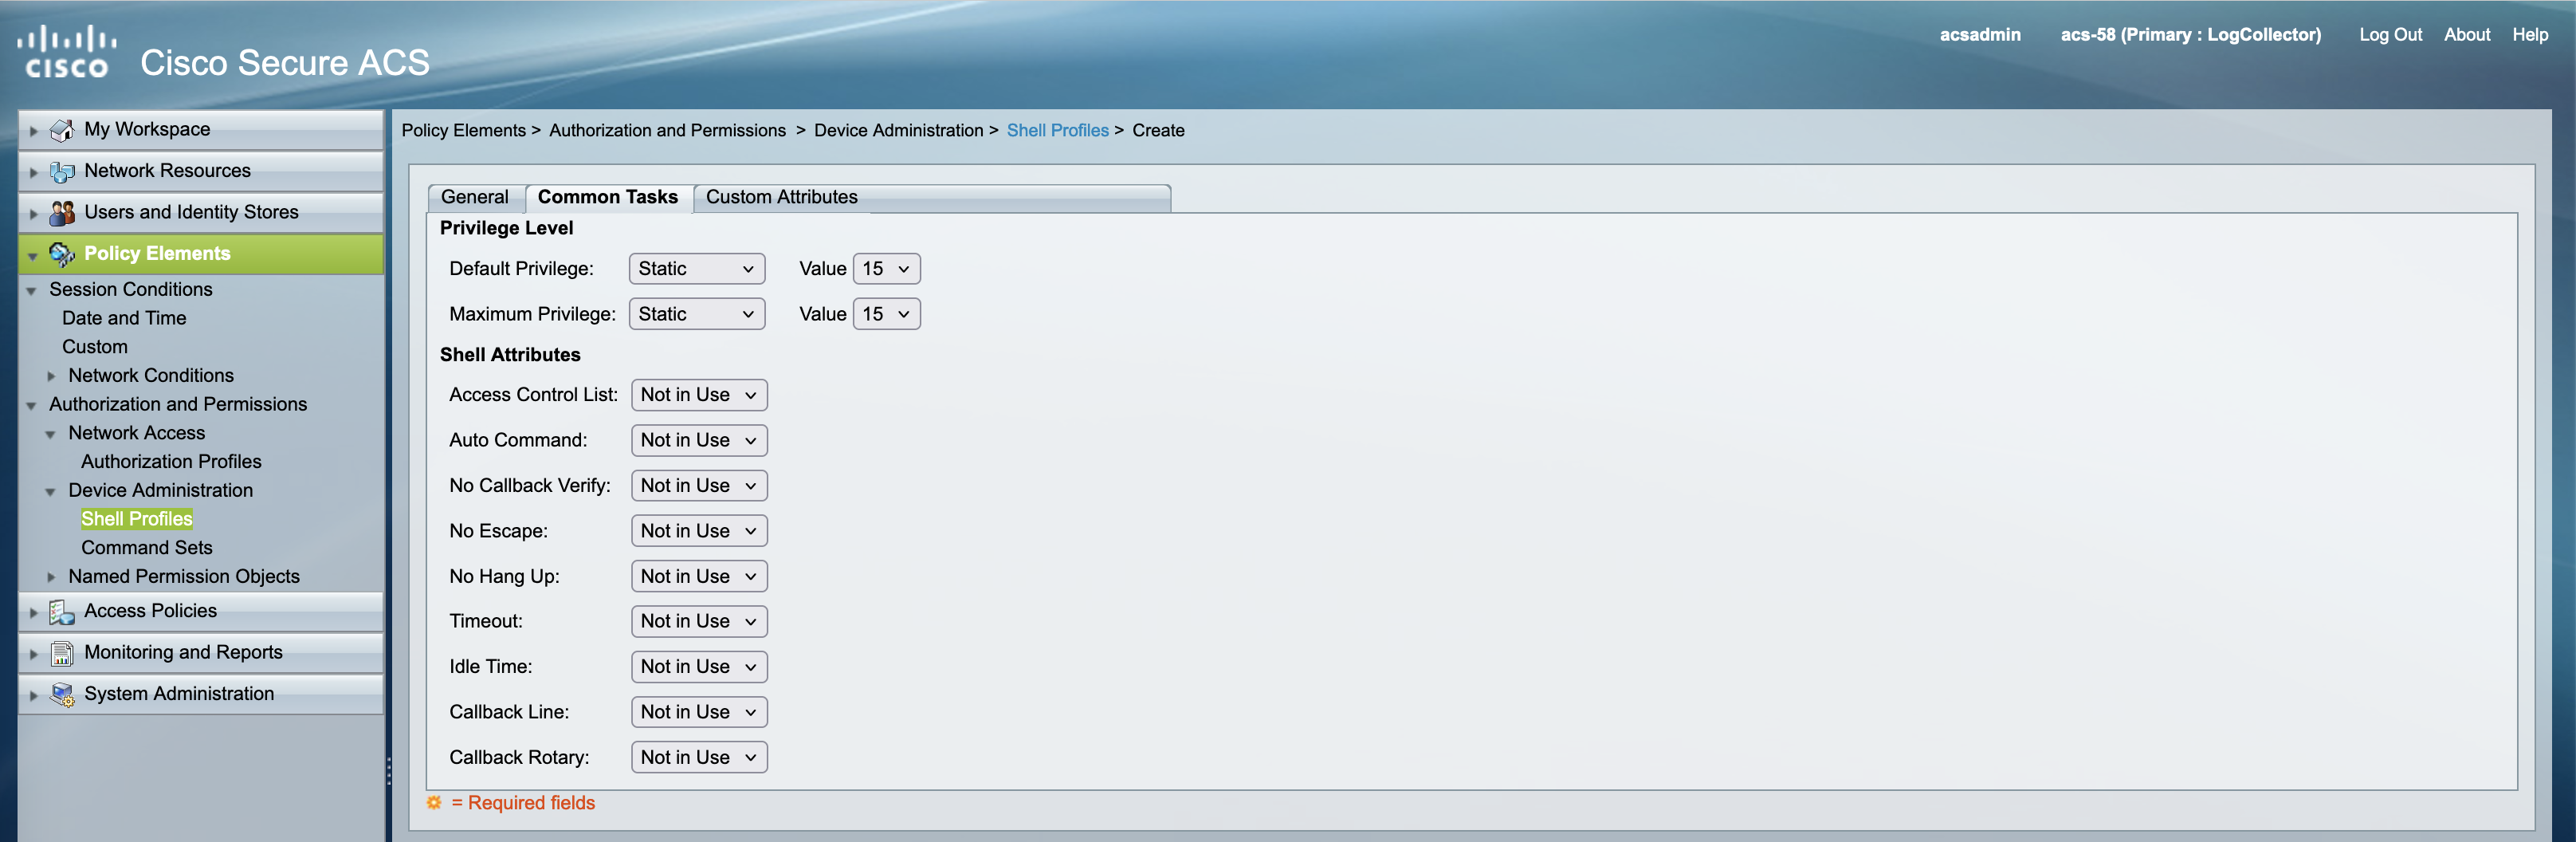 CISCO
Cisco Secure ACS
acsadmin acs-58 (Primary : LogCollector) Log Out About Help
My Workspace
Network Resources
Users and Identity Stores
Policy Elements
Session Conditions
Date and Time
Custom
Network Conditions
Authorization and Permissions
Network Access
Authorization Profiles
Device Administration
Shell Profiles
Command Sets
Named Permission Objects
Access Policies
Monitoring and Reports
System Administration
Policy Elements > Authorization and Permissions > Device Administration > Shell Profiles > Create
General Common Tasks Custom Attributes
Privilege Level
Default Privilege: Static Value 15
Maximum Privilege: Static Value 15
Shell Attributes
Access Control List: Not in Use
Auto Command: Not in Use
No Callback Verify: Not in Use
No Escape: Not in Use
No Hang Up: Not in Use
Timeout: Not in Use
Idle Time: Not in Use
Callback Line: Not in Use
Callback Rotary: Not in Use
= Required fields